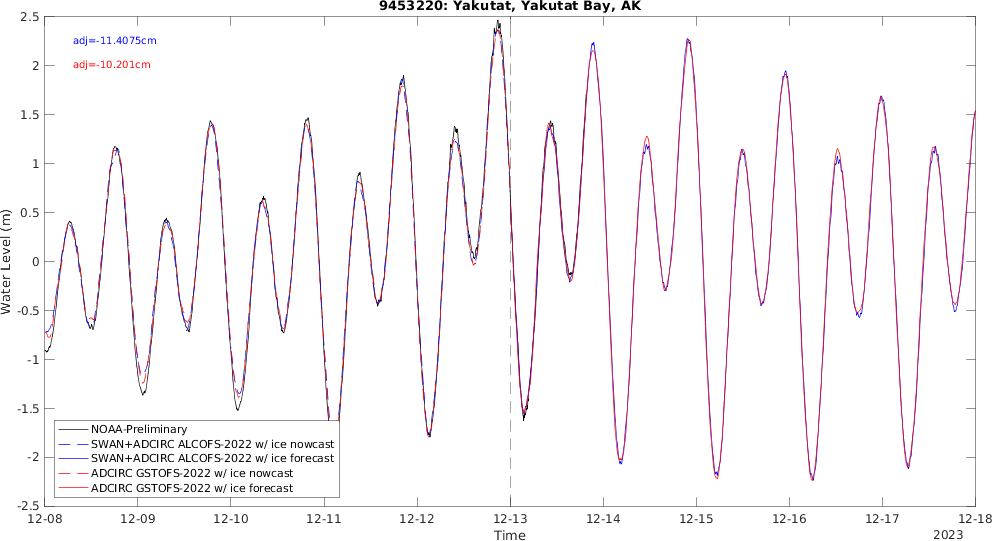 9453220: Yakutat, Yakutat Bay, AK
adj=-11.4075cm
adj=-10.201cm
Water Level (m)
2.5
2
1.5
1
0.5
0
-0.5
-1
-1.5
-2
-2.5
NOAA-Preliminary
SWAN+ADCIRC ALCOFS-2022 w/ ice nowcast
SWAN+ADCIRC ALCOFS-2022 w/ ice forecast
ADCIRC GSTOFS-2022 w/ ice nowcast
ADCIRC GSTOFS-2022 w/ ice forecast
12-08 12-09 12-10 12-11 12-12 12-13 12-14 12-15 12-16 12-17 12-18
Time
2023